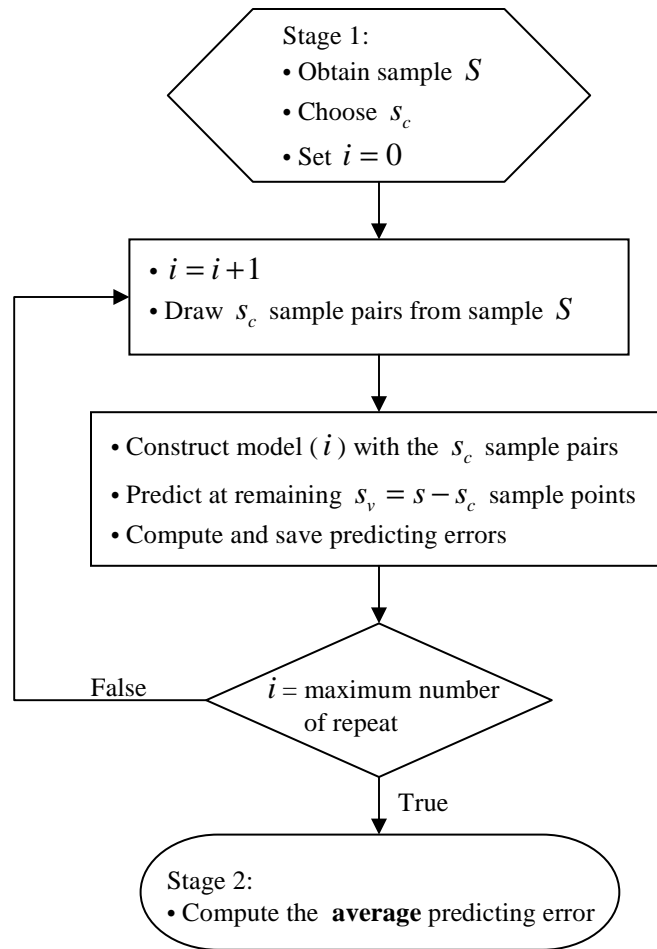 Stage 1:
• Obtain sample S
• Choose s_c
• Set i = 0
• i = i + 1
• Draw s_c sample pairs from sample S
• Construct model (i) with the s_c sample pairs
• Predict at remaining s_v = s − s_c sample points
• Compute and save predicting errors
False
i = maximum number
of repeat
True
Stage 2:
• Compute the average predicting error